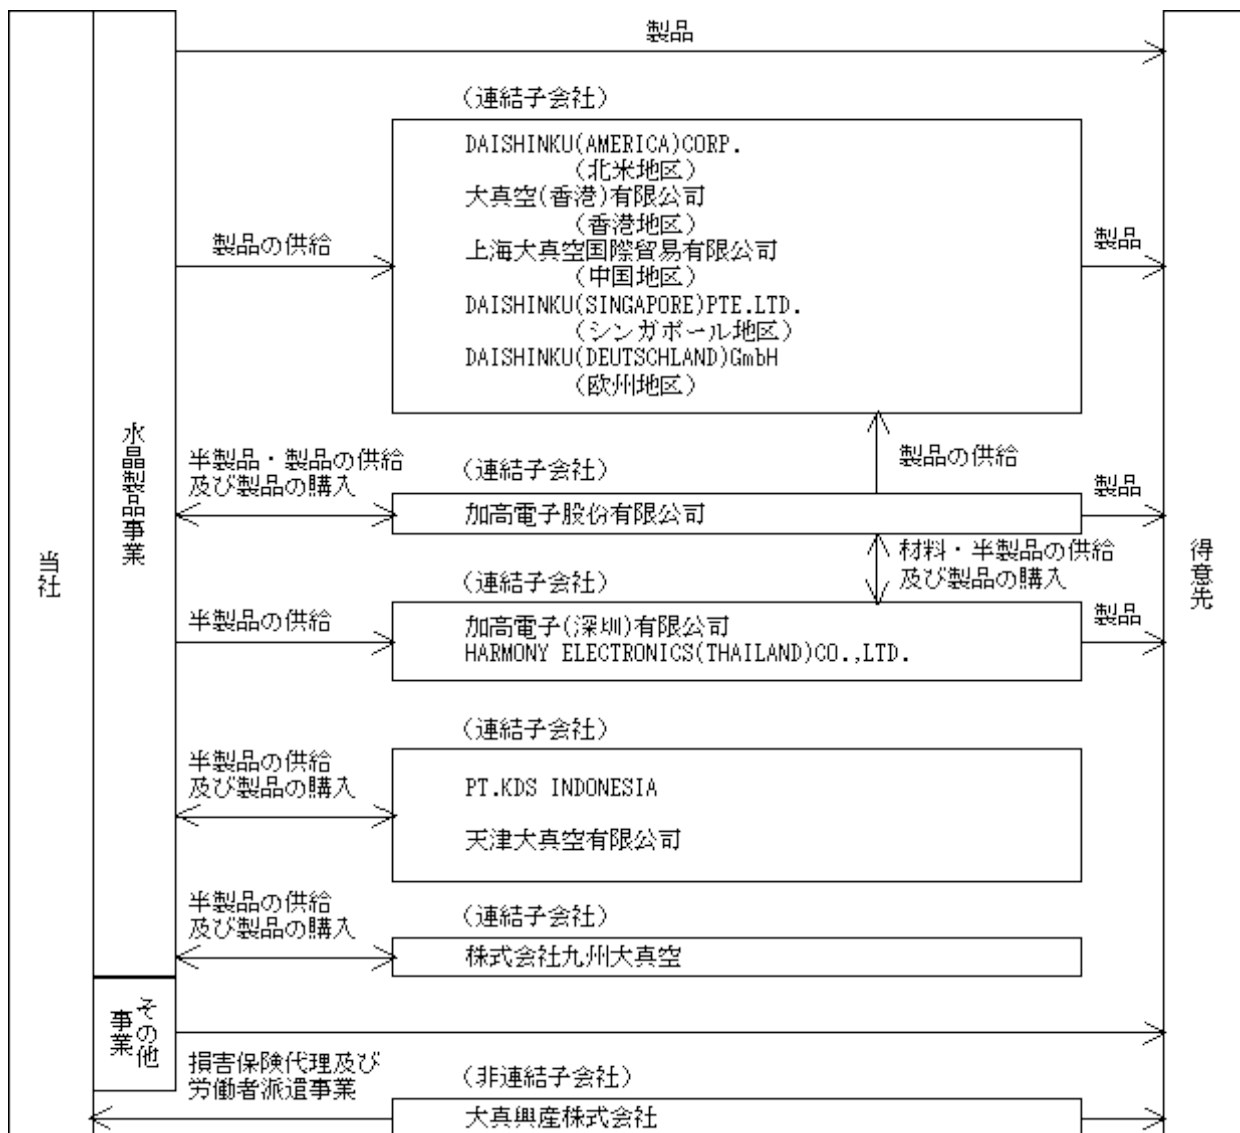 製品
(連結子会社)
DAISHINKU(AMERICA)CORP.
(北米地区)
大真空(香港)有限公司
(香港地区)
上海大真空国際貿易有限公司
(中国地区)
DAISHINKU(SINGAPORE)PTE.LTD.
(シンガポール地区)
DAISHINKU(DEUTSCHLAND)GmbH
(欧州地区)
製品の供給
製品
水晶製品事業
半製品・製品の供給
及び製品の購入
(連結子会社)
加高電子股份有限公司
製品の供給
製品
当社
得意先
材料・半製品の供給
及び製品の購入
(連結子会社)
半製品の供給
加高電子(深圳)有限公司
HARMONY ELECTRONICS(THAILAND)CO.,LTD.
製品
(連結子会社)
半製品の供給
及び製品の購入
PT.KDS INDONESIA
天津大真空有限公司
半製品の供給
及び製品の購入
(連結子会社)
株式会社九州大真空
その他
事業
損害保険代理及び
労働者派遣事業
(非連結子会社)
大真興産株式会社